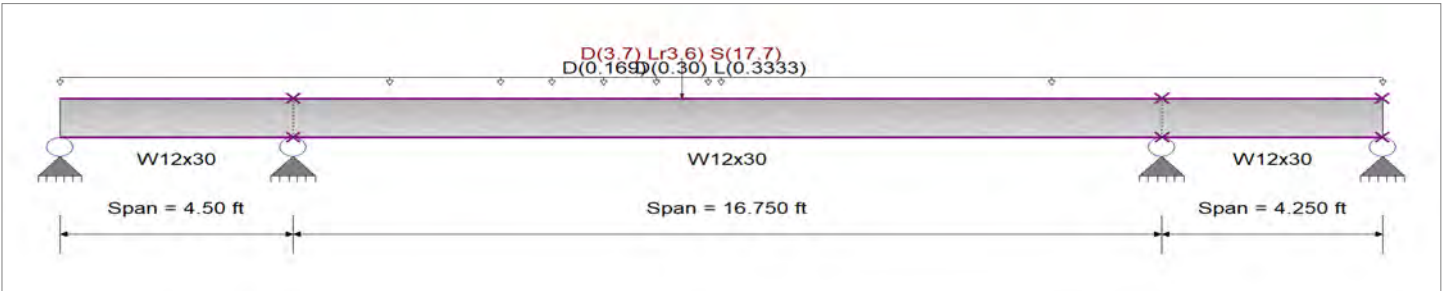 D(3.7) Lr3.6) S(17.7)
D(0.169) D(0.30) L(0.3333)
W12x30 W12x30 W12x30
Span = 4.50 ft Span = 16.750 ft Span = 4.250 ft